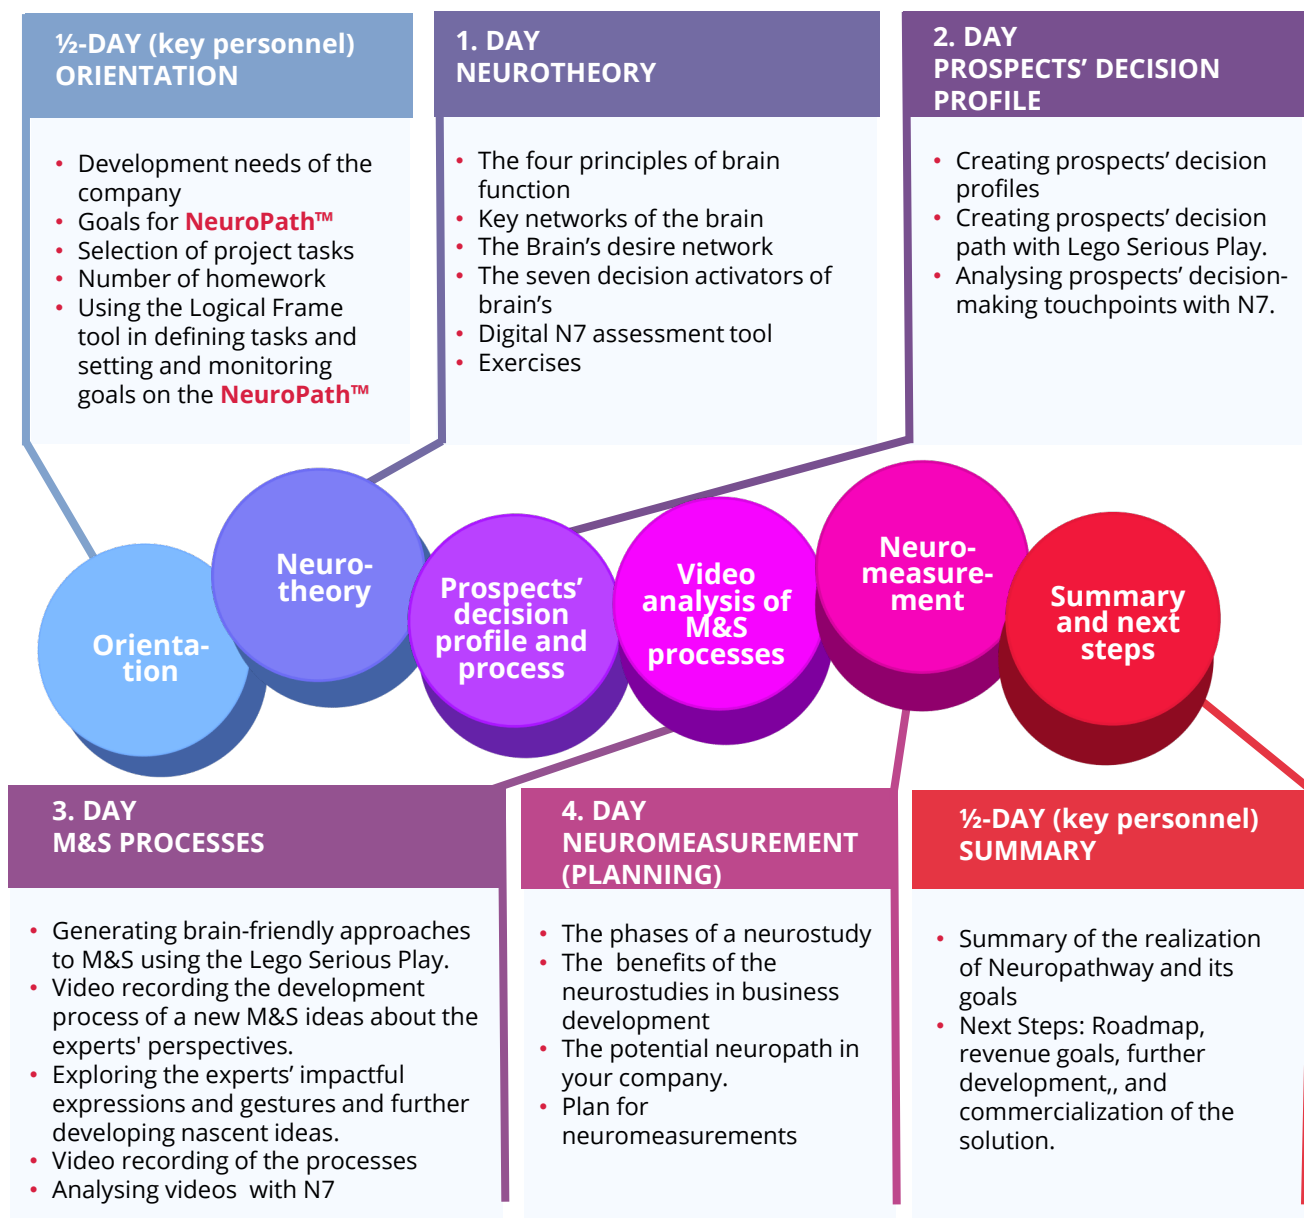 ½-DAY (key personnel)
ORIENTATION
• Development needs of the
company
• Goals for NeuroPath™
• Selection of project tasks
• Number of homework
• Using the Logical Frame
tool in defining tasks and
setting and monitoring
goals on the NeuroPath™
1. DAY
NEUROTHEORY
• The four principles of brain
function
• Key networks of the brain
• The Brain’s desire network
• The seven decision activators of
brain’s
• Digital N7 assessment tool
• Exercises
2. DAY
PROSPECTS’ DECISION
PROFILE
• Creating prospects’ decision
profiles
• Creating prospects’ decision
path with Lego Serious Play.
• Analysing prospects’ decision-
making touchpoints with N7.
Orienta-
tion
Neuro-
theory
Prospects’
decision
profile and
process
Video
analysis of
M&S
processes
Neuro-
measure-
ment
Summary
and next
steps
3. DAY
M&S PROCESSES
• Generating brain-friendly approaches
to M&S using the Lego Serious Play.
• Video recording the development
process of a new M&S ideas about the
experts' perspectives.
• Exploring the experts’ impactful
expressions and gestures and further
developing nascent ideas.
• Video recording of the processes
• Analysing videos  with N7
4. DAY
NEUROMEASUREMENT
(PLANNING)
• The phases of a neurostudy
• The  benefits of the
neurostudies in business
development
• The potential neuropath in
your company.
• Plan for
neuromeasurements
½-DAY (key personnel)
SUMMARY
• Summary of the realization
of Neuropathway and its
goals
• Next Steps: Roadmap,
revenue goals, further
development,, and
commercialization of the
solution.